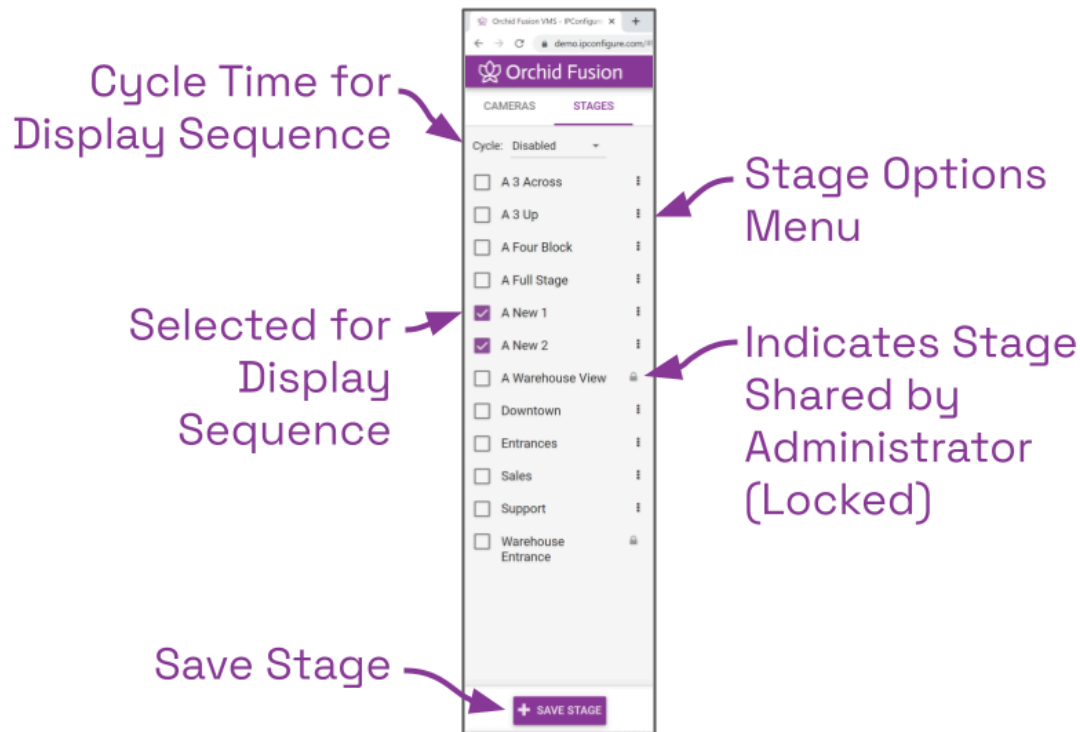 Orchid Fusion VMS - IPConfigure
demo.ipconfigure.com/
Orchid Fusion
CAMERAS STAGES
Cycle: Disabled
A 3 Across
A 3 Up
A Four Block
A Full Stage
A New 1
A New 2
A Warehouse View
Downtown
Entrances
Sales
Support
Warehouse
Entrance
+ SAVE STAGE
Cycle Time for
Display Sequence
Selected for
Display
Sequence
Save Stage
Stage Options
Menu
Indicates Stage
Shared by
Administrator
(Locked)